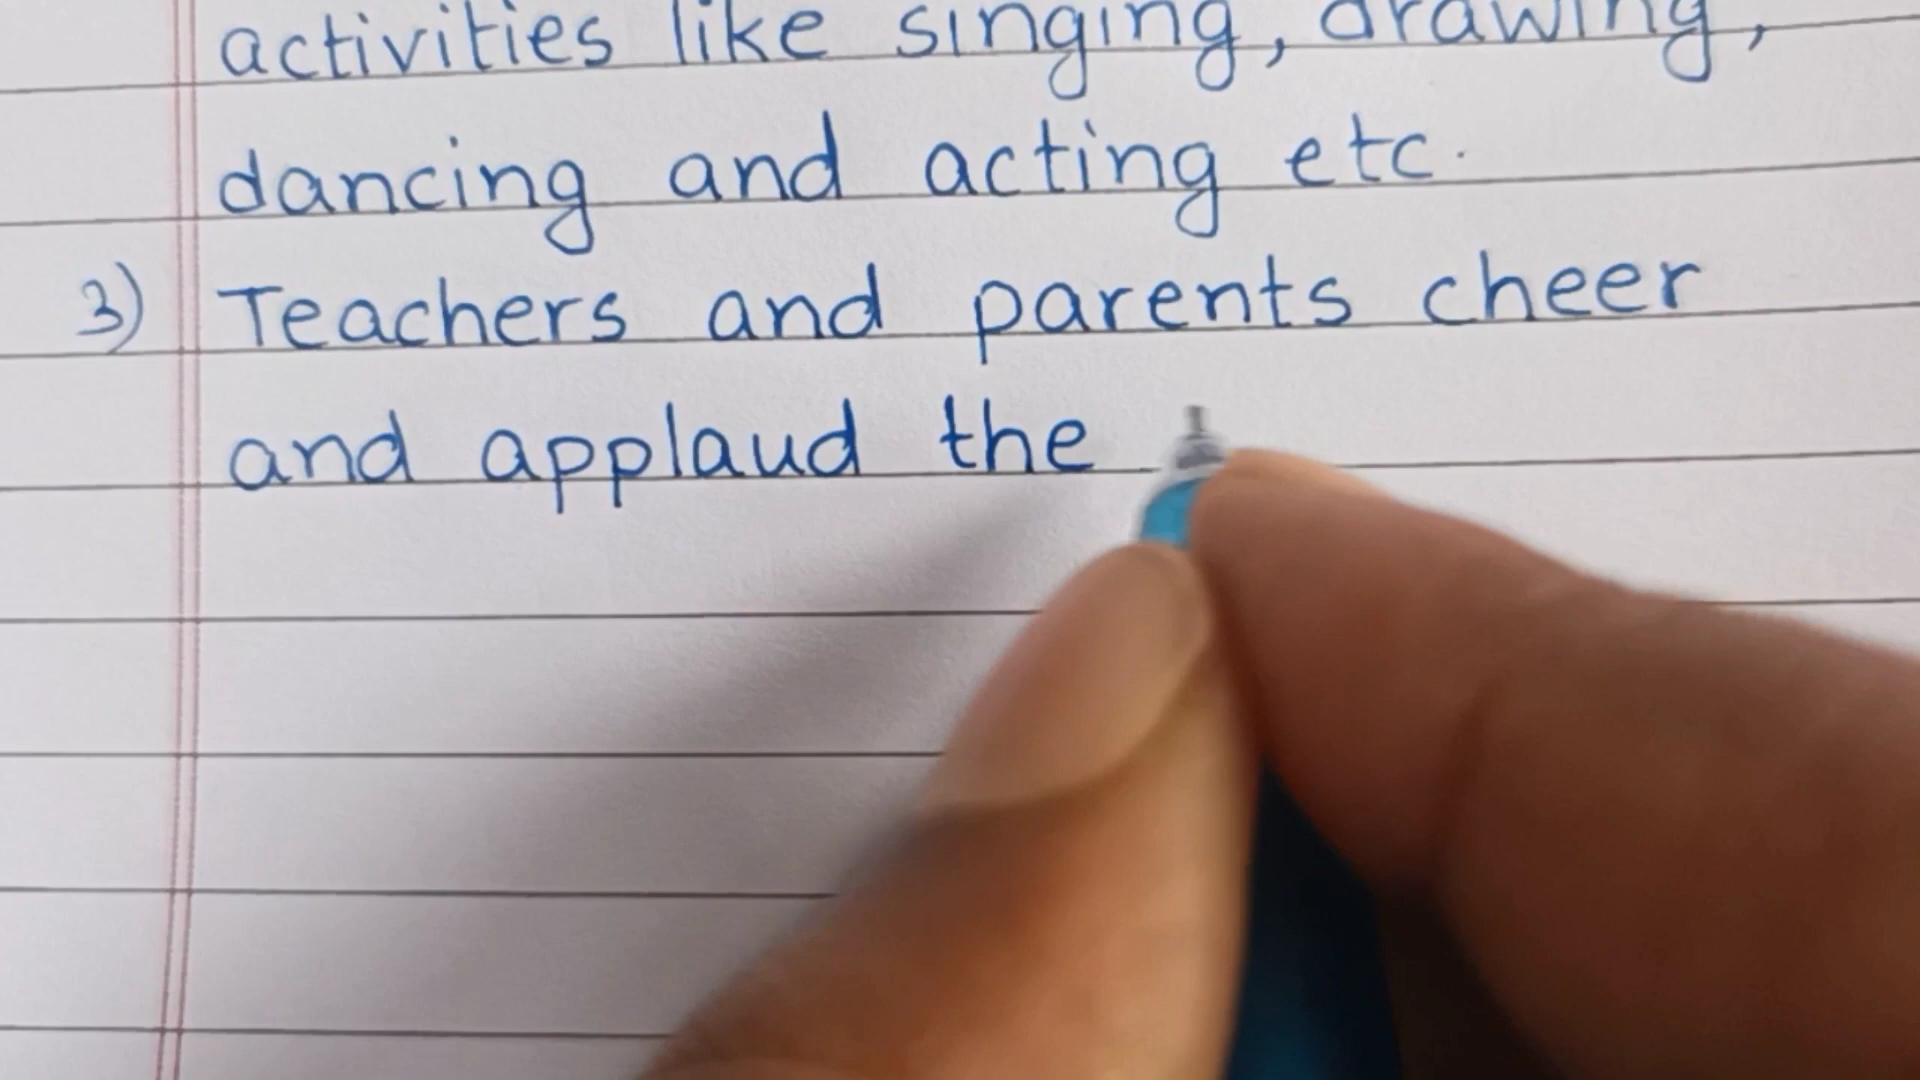 activities like singing, drawing,
dancing and acting etc.
3) Teachers and parents cheer
and applaud the